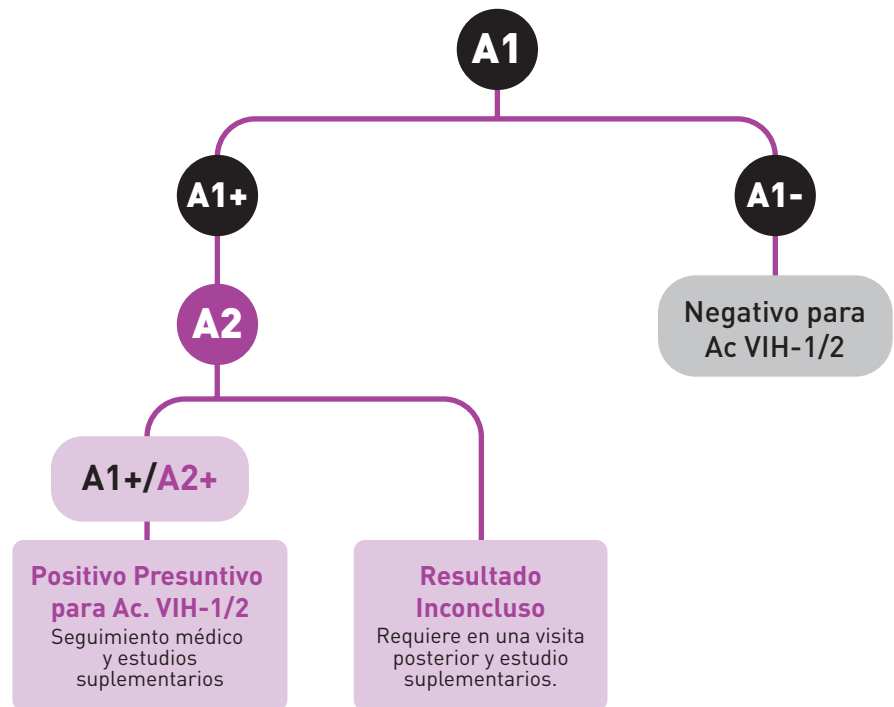 A1
A1+
A1-
A2
Negativo para
Ac VIH-1/2
A1+/A2+
Positivo Presuntivo
para Ac. VIH-1/2
Seguimiento médico
y estudios
suplementarios
Resultado
Inconcluso
Requiere en una visita
posterior y estudio
suplementarios.